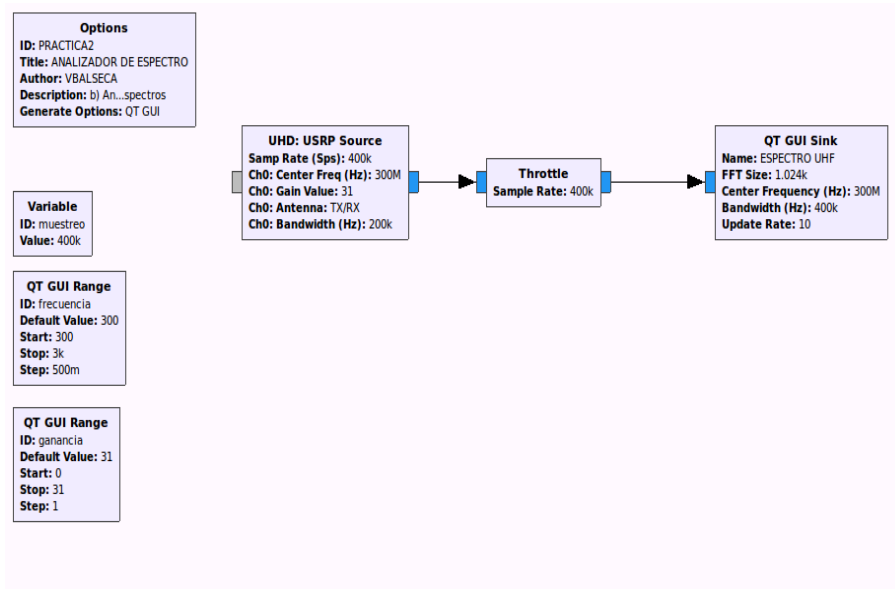 Options
ID: PRACTICA2
Title: ANALIZADOR DE ESPECTRO
Author: VBALSECA
Description: b) An...spectros
Generate Options: QT GUI
UHD: USRP Source
Samp Rate (Sps): 400k
Ch0: Center Freq (Hz): 300M
Ch0: Gain Value: 31
Ch0: Antenna: TX/RX
Ch0: Bandwidth (Hz): 200k
Throttle
Sample Rate: 400k
QT GUI Sink
Name: ESPECTRO UHF
FFT Size: 1.024k
Center Frequency (Hz): 300M
Bandwidth (Hz): 400k
Update Rate: 10
Variable
ID: muestreo
Value: 400k
QT GUI Range
ID: frecuencia
Default Value: 300
Start: 300
Stop: 3k
Step: 500m
QT GUI Range
ID: ganancia
Default Value: 31
Start: 0
Stop: 31
Step: 1